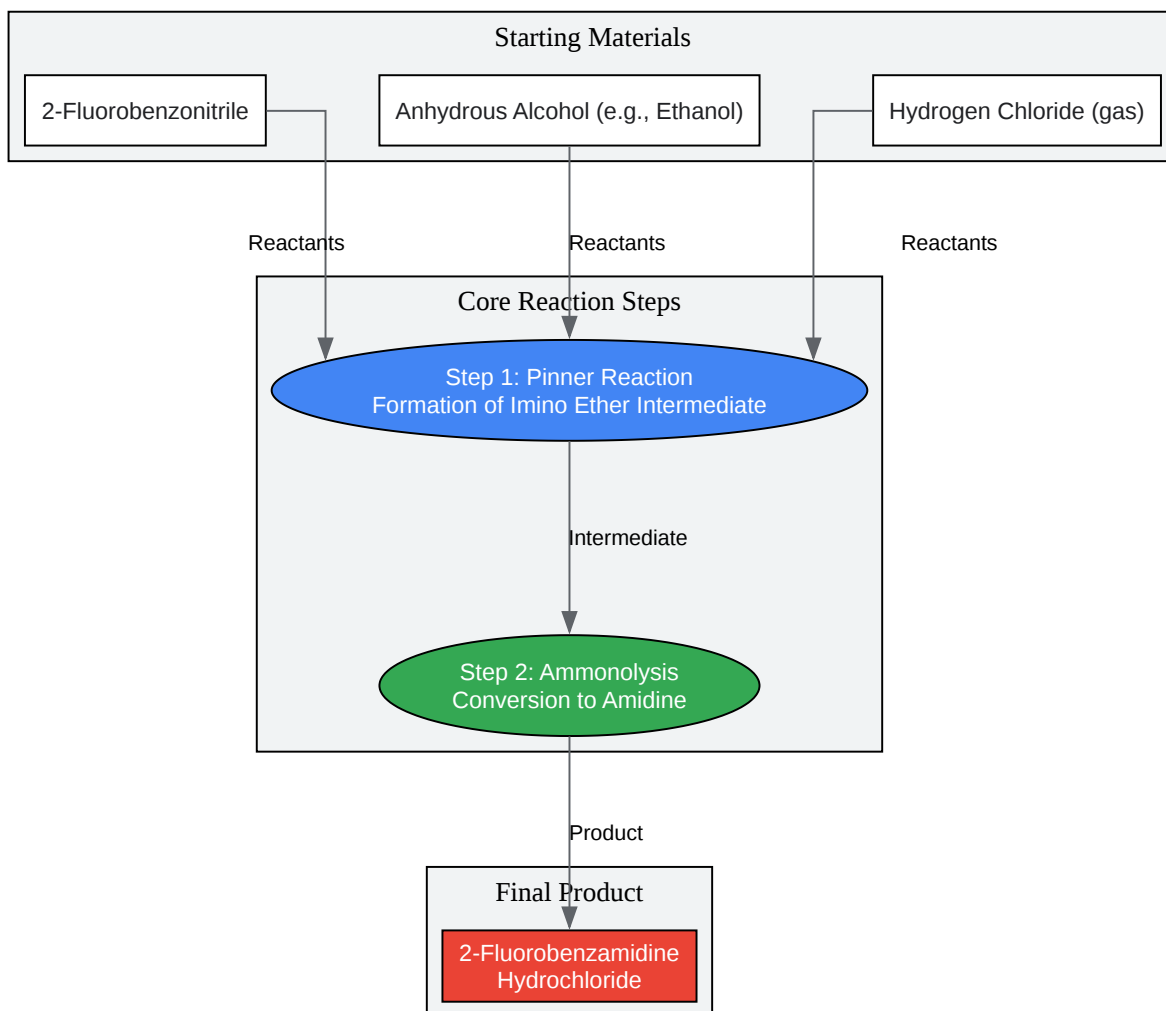 Starting Materials
2-Fluorobenzonitrile
Anhydrous Alcohol (e.g., Ethanol)
Hydrogen Chloride (gas)
Reactants
Reactants
Reactants
Core Reaction Steps
Step 1: Pinner Reaction
Formation of Imino Ether Intermediate
Intermediate
Step 2: Ammonolysis
Conversion to Amidine
Product
Final Product
2-Fluorobenzamidine
Hydrochloride